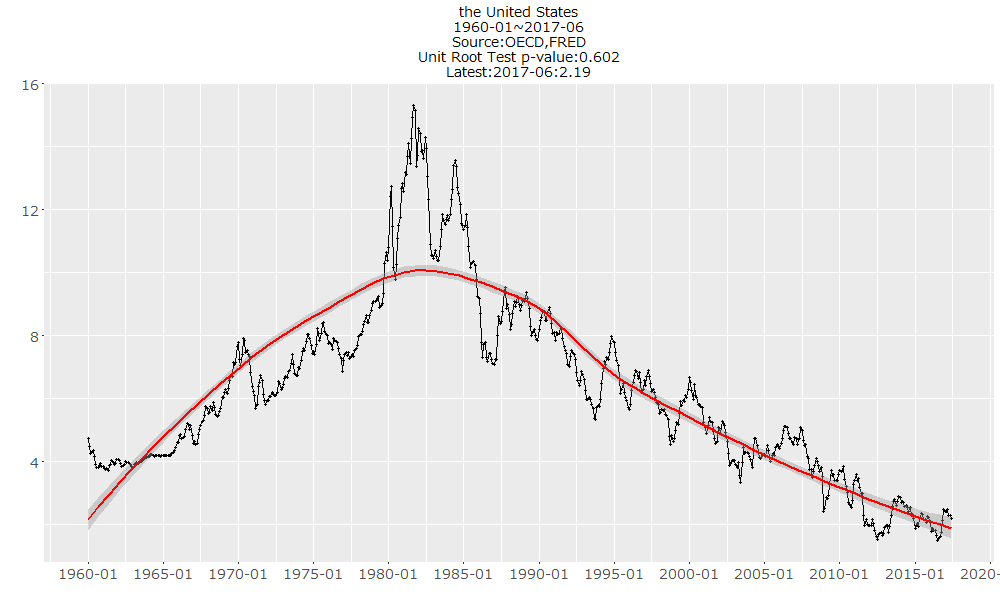 the United States
1960-01~2017-06
Source:OECD,FRED
Unit Root Test p-value:0.602
Latest:2017-06:2.19
16
12
8
4
1960-01 1965-01 1970-01 1975-01 1980-01 1985-01 1990-01 1995-01 2000-01 2005-01 2010-01 2015-01 2020-